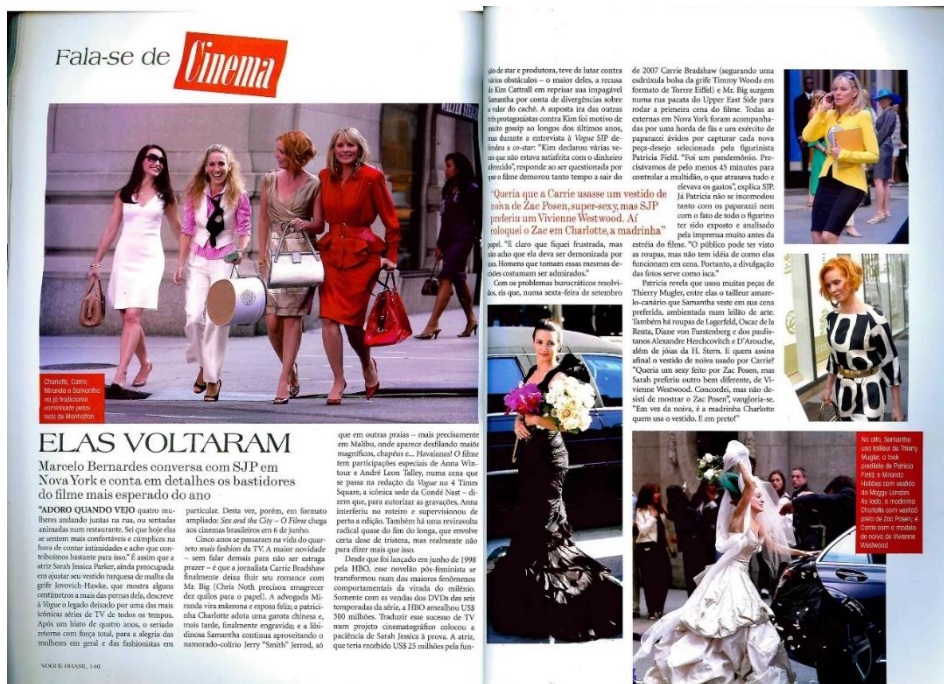 Fala-se de
Cinema
Charlotte, Carrie,
Miranda e Samantha
na já tradicional
caminhada pelas
ruas de Manhattan
ELAS VOLTARAM
Marcelo Bernardes conversa com SJP em
Nova York e conta em detalhes os bastidores
do filme mais esperado do ano
"ADORO QUANDO VEJO quatro mu-
lheres andando juntas na rua, ou sentadas
animadas num restaurante. Sei que hoje elas
se sentem mais confortáveis e cúmplices na
hora de contar intimidades e acho que con-
tribuímos bastante para isso." É assim que a
atriz Sarah Jessica Parker, ainda preocupada
em ajustar seu vestido turquesa de malha da
grife Jovovich-Hawke, que mostra alguns
centímetros a mais das pernas dela, descreve
à Vogue o legado deixado por uma das mais
icônicas séries de TV de todos os tempos.
Após um hiato de quatro anos, o seriado
retorna com força total, para a alegria das
mulheres em geral e das fashionistas em
particular. Desta vez, porém, em formato
ampliado: Sex and the City – O Filme chega
aos cinemas brasileiros em 6 de junho.
Cinco anos se passaram na vida do quar-
teto mais fashion da TV. A maior novidade
– sem falar demais para não ser estraga
prazer – é que a jornalista Carrie Bradshaw
finalmente deixa fluir seu romance com
Mr. Big (Chris Noth precisou emagrecer
dez quilos para o papel). A advogada Mi-
randa vira mãezona e esposa feliz; a patrici-
nha Charlotte adota uma garota chinesa e,
mais tarde, finalmente engravida; e a libi-
dinosa Samantha continua aproveitando o
namorado-colírio Jerry "Smith" Jerrod, só
que em outras praias – mais precisamente
em Malibu, onde aparece desfilando maiôs
magníficos, chapéus e... Havaianas! O filme
tem participações especiais de Anna Win-
tour e André Leon Talley, numa cena que
se passa na redação da Vogue no 4 Times
Square, a icônica sede da Condé Nast – di-
zem que, para autorizar as gravações, Anna
interferiu no roteiro e supervisionou de
perto a edição. Também há uma reviravolta
radical quase do fim do longa, que envolve
certa dose de tristeza, mas realmente não
para dizer mais que isso.
Desde que foi lançado em junho de 1998
pela HBO, esse novelão pós-feminista se
transformou num dos maiores fenômenos
comportamentais da virada do milênio.
Somente com as vendas dos DVDs das seis
temporadas da série, a HBO amealhou US$
300 milhões. Traduzir esse sucesso de TV
num projeto cinematográfico colocou a
paciência de Sarah Jessica à prova. A atriz,
que teria recebido US$ 25 milhões pela fun-
VOGUE BRASIL 146
ção de star e produtora, teve de lutar contra
vários obstáculos – o maior deles, a recusa
de Kim Cattrall em reprisar sua impagável
Samantha por conta de divergências sobre
o valor do cachê. A suposta ira das outras
três protagonistas contra Kim foi motivo de
muito gossip ao longos dos últimos anos,
mas durante a entrevista à Vogue SJP de-
fendeu a co-star: "Kim declarou várias ve-
zes que não estava satisfeita com o dinheiro
oferecido", responde ao ser questionada por
que o filme demorou tanto tempo a sair do
"Queria que a Carrie usasse um vestido de
noiva de Zac Posen, super-sexy, mas SJP
preferiu um Vivienne Westwood. Aí
coloquei o Zac em Charlotte, a madrinha"
papel. "É claro que fiquei frustrada, mas
não acho que ela deva ser demonizada por
isso. Homens que tomam essas mesmas de-
cisões costumam ser admirados."
Com os problemas burocráticos resolvi-
dos, eis que, numa sexta-feira de setembro
de 2007 Carrie Bradshaw (segurando uma
esdrúxula bolsa da grife Timmy Woods em
formato de Torre Eiffel) e Mr. Big surgem
numa rua pacata do Upper East Side para
rodar a primeira cena do filme. Todas as
externas em Nova York foram acompanha-
das por uma horda de fãs e um exército de
paparazzi ávidos por capturar cada nova
peça-desejo selecionada pela figurinista
Patricia Field. "Foi um pandemônio. Pre-
cisávamos de pelo menos 45 minutos para
controlar a multidão, o que atrasava tudo e
elevava os gastos", explica SJP.
Já Patricia não se incomodou
tanto com os paparazzi nem
com o fato de todo o figurino
ter sido exposto e analisado
pela imprensa muito antes da
estréia do filme. "O público pode ter visto
as roupas, mas não tem idéia de como elas
funcionam em cena. Portanto, a divulgação
das fotos serve como isca."
Patricia revela que usou muitas peças de
Thierry Mugler, entre elas o tailleur amare-
lo-canário que Samantha veste em sua cena
preferida, ambientada num leilão de arte.
Também há roupas de Lagerfeld, Oscar de la
Renta, Diane von Furstenberg e dos paulis-
tanos Alexandre Herchcovitch e D'Arouche,
além de jóias da H. Stern. E quem assina
afinal o vestido de noiva usado por Carrie?
"Queria um sexy feito por Zac Posen, mas
Sarah preferiu outro bem diferente, de Vi-
vienne Westwood. Concordei, mas não de-
sisti de mostrar o Zac Posen", vangloria-se.
"Em vez da noiva, é a madrinha Charlotte
quem usa o vestido. E em preto!"
No alto, Samantha
usa tailleur de Thierry
Mugler, o look
predileto de Patricia
Field; e Miranda
Hobbes com vestido
da Maggy London.
Ao lado, a madrinha
Charlotte com vestido
preto de Zac Posen; e
Carrie com o modelo
de noiva de Vivienne
Westwood